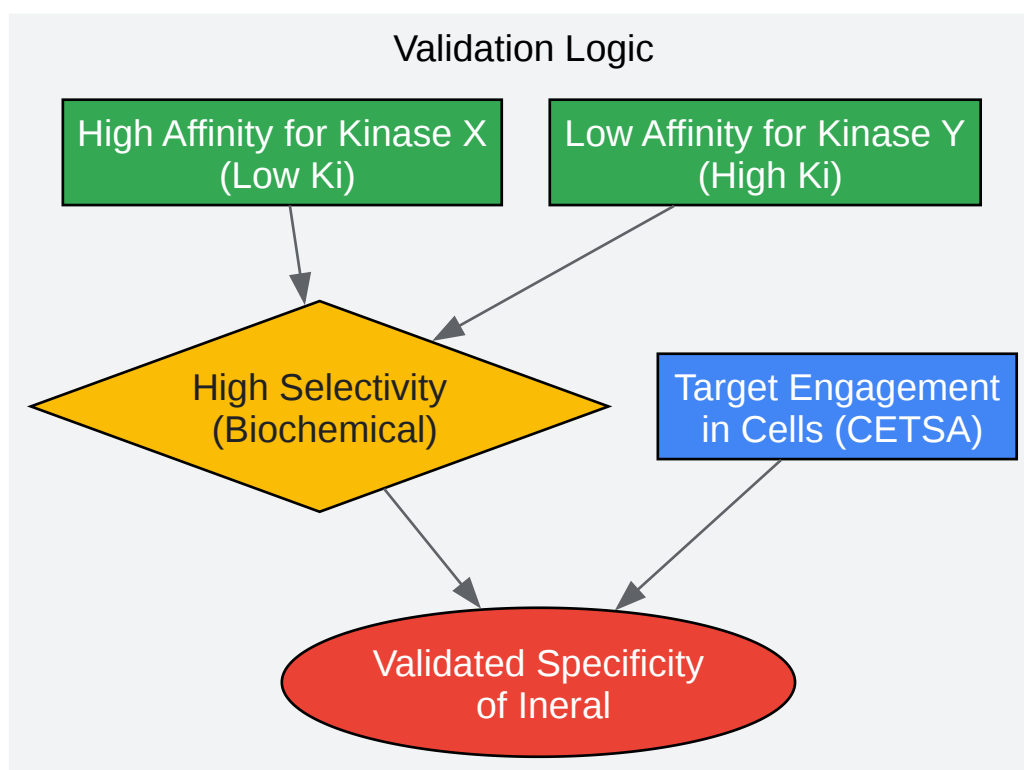 Validation Logic
High Affinity for Kinase X
(Low Ki)
Low Affinity for Kinase Y
(High Ki)
High Selectivity
(Biochemical)
Target Engagement
in Cells (CETSA)
Validated Specificity
of Ineral